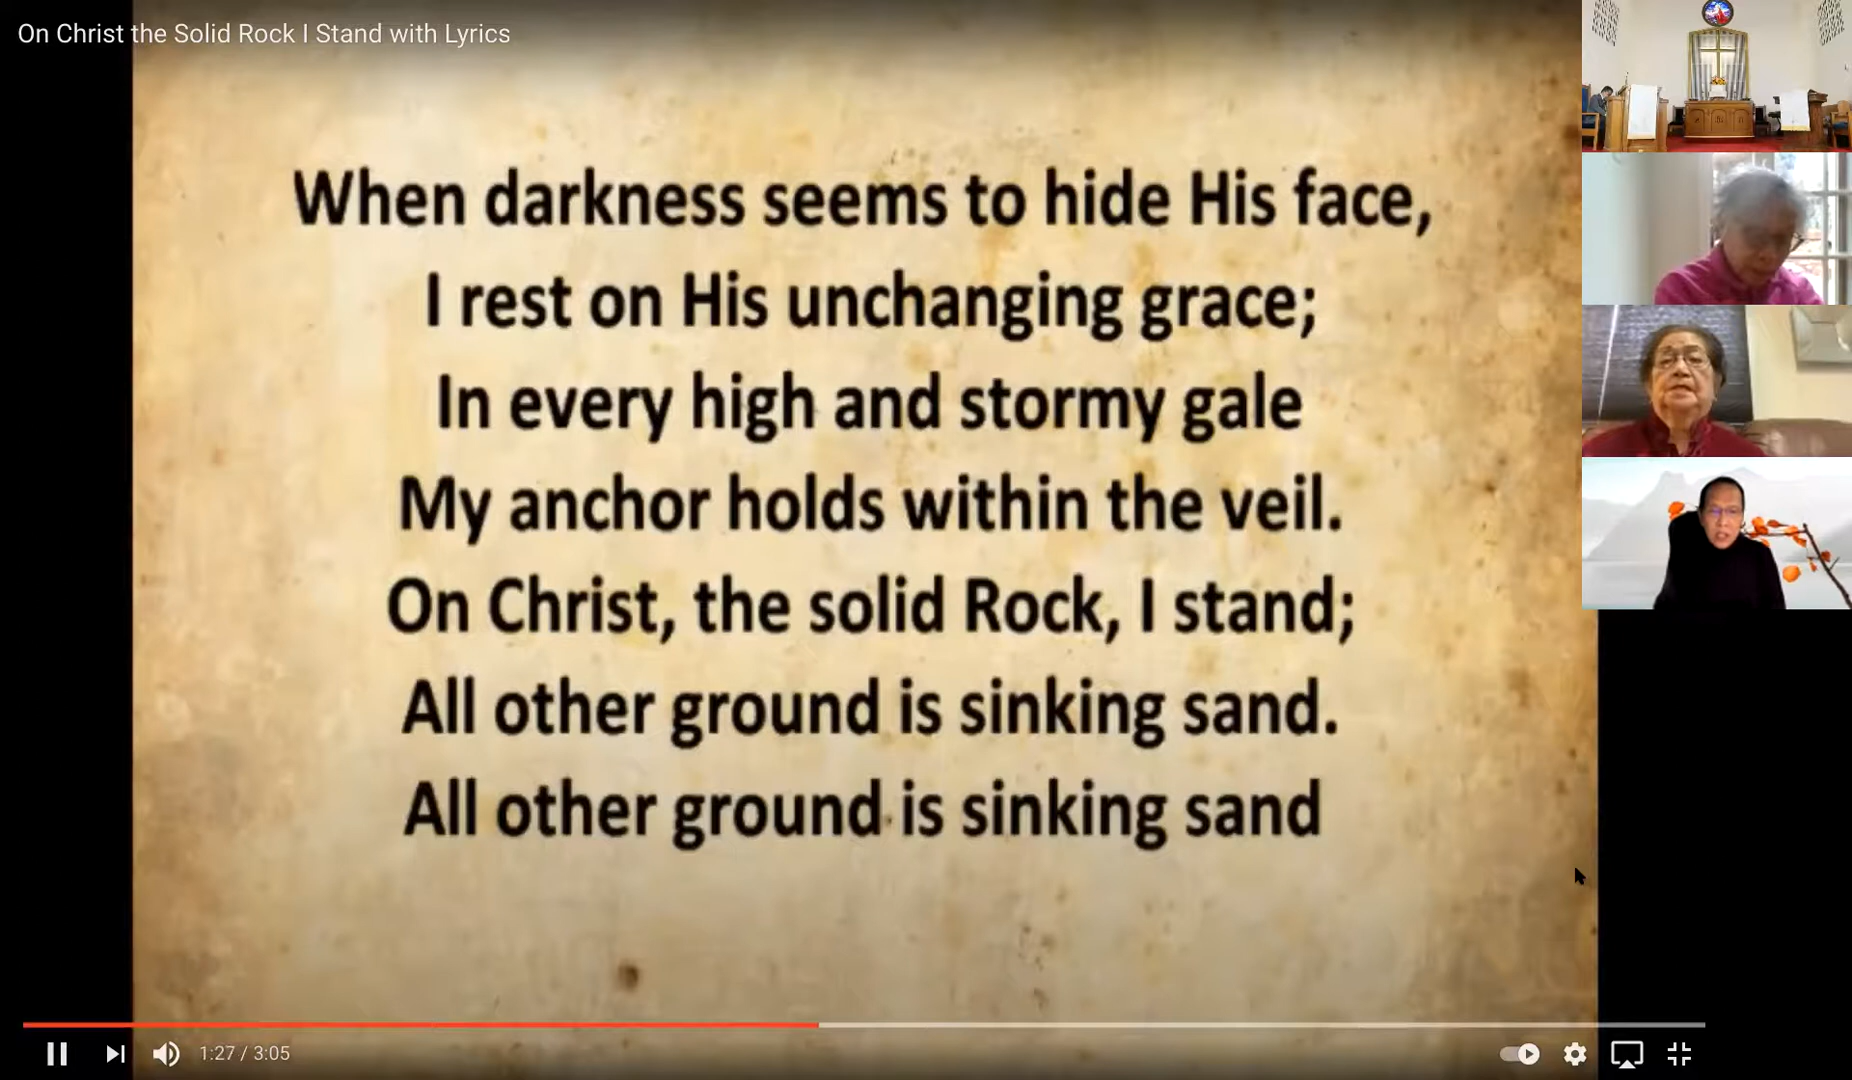 On Christ the Solid Rock I Stand with Lyrics
When darkness seems to hide His face,
I rest on His unchanging grace;
In every high and stormy gale
My anchor holds within the veil.
On Christ, the solid Rock, I stand;
All other ground is sinking sand.
All other ground is sinking sand
1:27 / 3:05